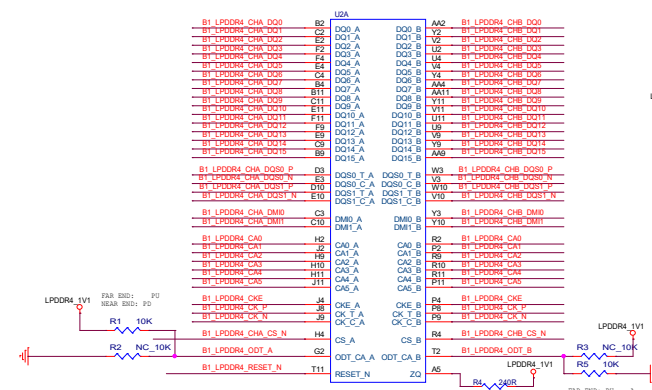 U2A
B1_LPDDR4_CHA_DQ0 B2 DQ0_A DQ0_B AA2 B1_LPDDR4_CHB_DQ0
B1_LPDDR4_CHA_DQ1 C2 DQ1_A DQ1_B Y2 B1_LPDDR4_CHB_DQ1
B1_LPDDR4_CHA_DQ2 E2 DQ2_A DQ2_B V2 B1_LPDDR4_CHB_DQ2
B1_LPDDR4_CHA_DQ3 F2 DQ3_A DQ3_B U2 B1_LPDDR4_CHB_DQ3
B1_LPDDR4_CHA_DQ4 F4 DQ4_A DQ4_B U4 B1_LPDDR4_CHB_DQ4
B1_LPDDR4_CHA_DQ5 E4 DQ5_A DQ5_B V4 B1_LPDDR4_CHB_DQ5
B1_LPDDR4_CHA_DQ6 C4 DQ6_A DQ6_B Y4 B1_LPDDR4_CHB_DQ6
B1_LPDDR4_CHA_DQ7 B4 DQ7_A DQ7_B AA4 B1_LPDDR4_CHB_DQ7
B1_LPDDR4_CHA_DQ8 B11 DQ8_A DQ8_B AA11 B1_LPDDR4_CHB_DQ8
B1_LPDDR4_CHA_DQ9 C11 DQ9_A DQ9_B Y11 B1_LPDDR4_CHB_DQ9
B1_LPDDR4_CHA_DQ10 E11 DQ10_A DQ10_B V11 B1_LPDDR4_CHB_DQ10
B1_LPDDR4_CHA_DQ11 F11 DQ11_A DQ11_B U11 B1_LPDDR4_CHB_DQ11
B1_LPDDR4_CHA_DQ12 F9 DQ12_A DQ12_B U9 B1_LPDDR4_CHB_DQ12
B1_LPDDR4_CHA_DQ13 E9 DQ13_A DQ13_B V9 B1_LPDDR4_CHB_DQ13
B1_LPDDR4_CHA_DQ14 C9 DQ14_A DQ14_B Y9 B1_LPDDR4_CHB_DQ14
B1_LPDDR4_CHA_DQ15 B9 DQ15_A DQ15_B AA9 B1_LPDDR4_CHB_DQ15
B1_LPDDR4_CHA_DQS0_P D3 DQS0_T_A DQS0_T_B W3 B1_LPDDR4_CHB_DQS0_P
B1_LPDDR4_CHA_DQS0_N E3 DQS0_C_A DQS0_C_B V3 B1_LPDDR4_CHB_DQS0_N
B1_LPDDR4_CHA_DQS1_P D10 DQS1_T_A DQS1_T_B W10 B1_LPDDR4_CHB_DQS1_P
B1_LPDDR4_CHA_DQS1_N E10 DQS1_C_A DQS1_C_B V10 B1_LPDDR4_CHB_DQS1_N
B1_LPDDR4_CHA_DMI0 C3 DMI0_A DMI0_B Y3 B1_LPDDR4_CHB_DMI0
B1_LPDDR4_CHA_DMI1 C10 DMI1_A DMI1_B Y10 B1_LPDDR4_CHB_DMI1
B1_LPDDR4_CA0 H2 CA0_A CA0_B R2 B1_LPDDR4_CA0
B1_LPDDR4_CA1 J2 CA1_A CA1_B P2 B1_LPDDR4_CA1
B1_LPDDR4_CA2 H9 CA2_A CA2_B R9 B1_LPDDR4_CA2
B1_LPDDR4_CA3 H10 CA3_A CA3_B R10 B1_LPDDR4_CA3
B1_LPDDR4_CA4 H11 CA4_A CA4_B R11 B1_LPDDR4_CA4
B1_LPDDR4_CA5 J11 CA5_A CA5_B P11 B1_LPDDR4_CA5
LPDDR4_1V1 FAR END: PU
NEAR END: PD
B1_LPDDR4_CKE J4 CKE_A CKE_B P4 B1_LPDDR4_CKE
B1_LPDDR4_CK_P J8 CK_T_A CK_T_B P8 B1_LPDDR4_CK_P
B1_LPDDR4_CK_N J9 CK_C_A CK_C_B P9 B1_LPDDR4_CK_N
R1 10K LPDDR4_1V1
B1_LPDDR4_CHA_CS_N H4 CS_A CS_B R4 B1_LPDDR4_CHB_CS_N
R2 NC_10K B1_LPDDR4_ODT_A G2 ODT_CA_A ODT_CA_B T2 B1_LPDDR4_ODT_B R3 NC_10K
B1_LPDDR4_RESET_N T11 RESET_N ZQ A5 LPDDR4_1V1 R5 10K
R4 240R